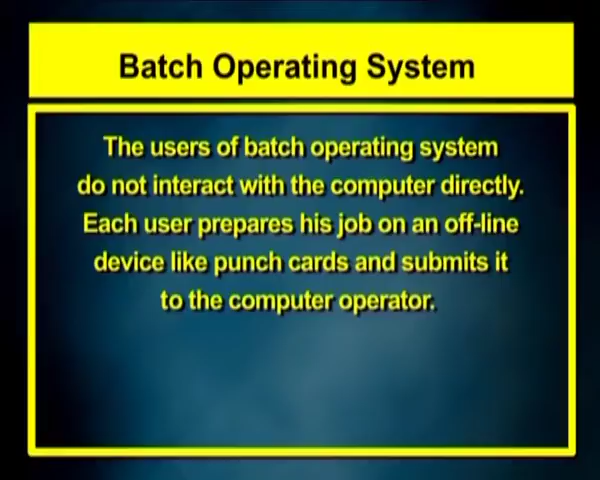 Batch Operating System
The users of batch operating system
do not interact with the computer directly.
Each user prepares his job on an off-line
device like punch cards and submits it
to the computer operator.